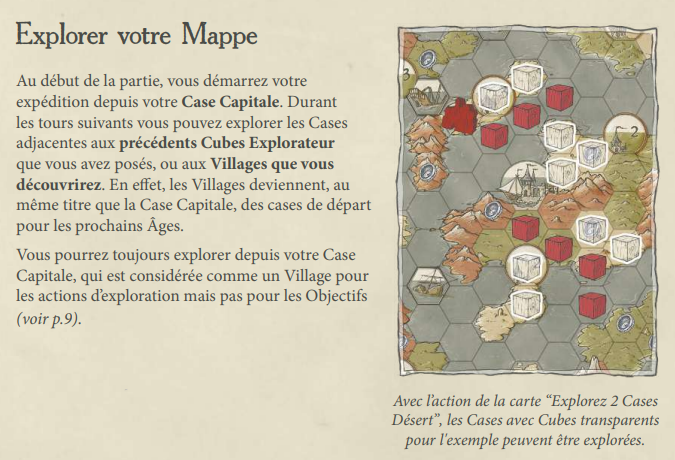 Explorer votre Mappe
Au début de la partie, vous démarrez votre
expédition depuis votre Case Capitale. Durant
les tours suivants vous pouvez explorer les Cases
adjacentes aux précédents Cubes Explorateur
que vous avez posés, ou aux Villages que vous
découvrirez. En effet, les Villages deviennent, au
même titre que la Case Capitale, des cases de départ
pour les prochains Âges.
Vous pourrez toujours explorer depuis votre Case
Capitale, qui est considérée comme un Village pour
les actions d'exploration mais pas pour les Objectifs
(voir p.9).
3
2
Avec l'action de la carte “Explorez 2 Cases
Désert”, les Cases avec Cubes transparents
pour l'exemple peuvent être explorées.